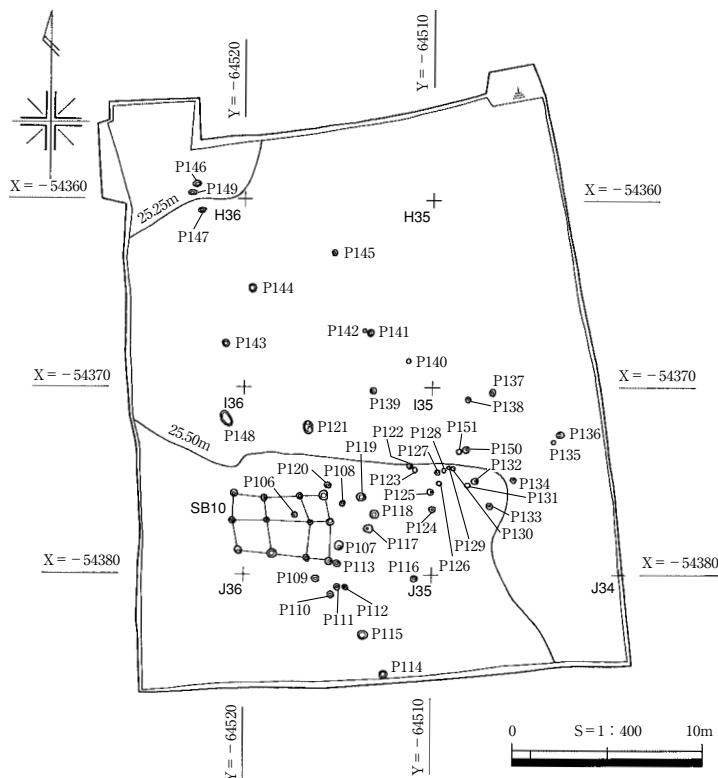 Y=－64520
Y=－64510
X=－54360
X=－54360
P146
P149
25.25m
H36
H35
P147
P145
P144
P142
P141
P143
P140
X=－54370
X=－54370
P137
P139
I36
I35
P138
P148
P121
P151
P136
25.50m
P119
P122
P128
P150
P135
P127
P132
P106
P120
P108
P123
P134
SB10
P125
P131
P118
P124
P133
P117
P129
P130
P107
P126
X=－54380
P113
P116
X=－54380
P109
J36
J35
J34
P110
P112
P111
P115
P114
Y=－64520
Y=－64510
0
S=1：400
10m